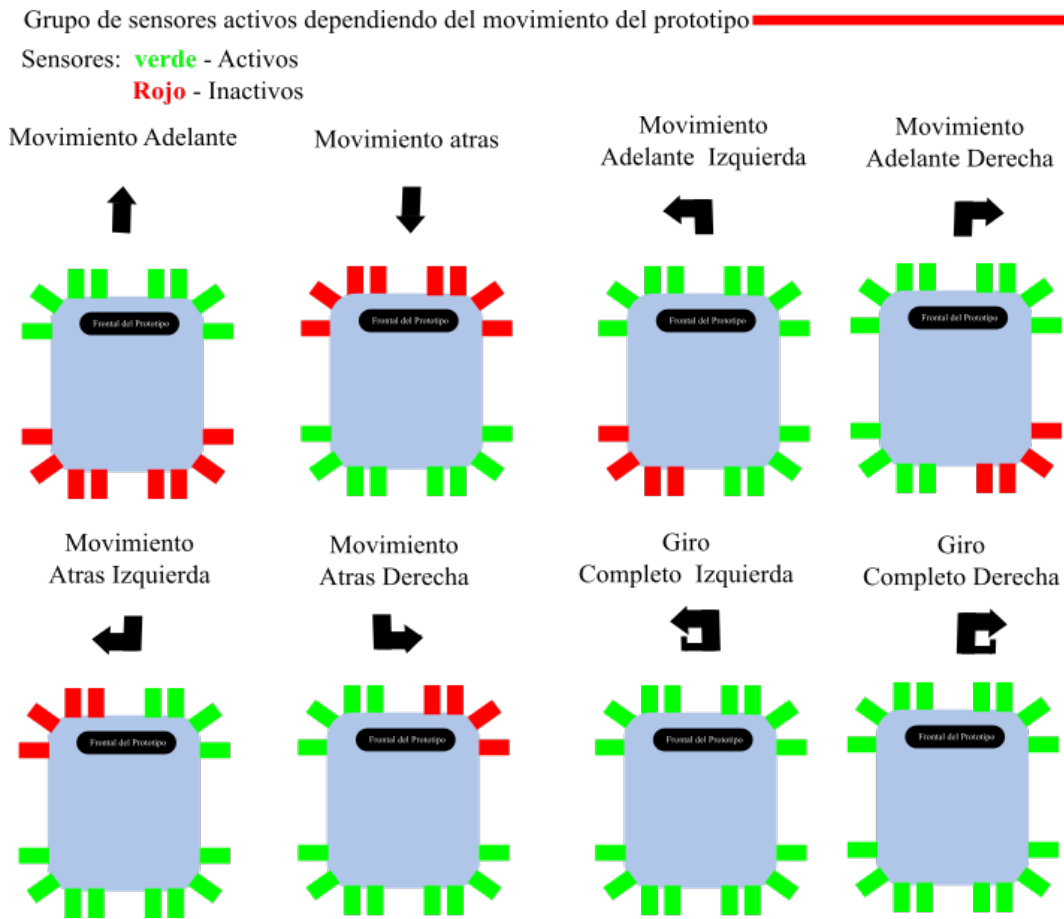 Grupo de sensores activos dependiendo del movimiento del prototipo
Sensores: verde - Activos
Rojo - Inactivos
Movimiento Adelante
Movimiento atras
Movimiento
Adelante Izquierda
Movimiento
Adelante Derecha
Frontal del Prototipo
Frontal del Prototipo
Frontal del Prototipo
Frontal del Prototipo
Movimiento
Atras Izquierda
Movimiento
Atras Derecha
Giro
Completo Izquierda
Giro
Completo Derecha
Frontal del Prototipo
Frontal del Prototipo
Frontal del Prototipo
Frontal del Prototipo